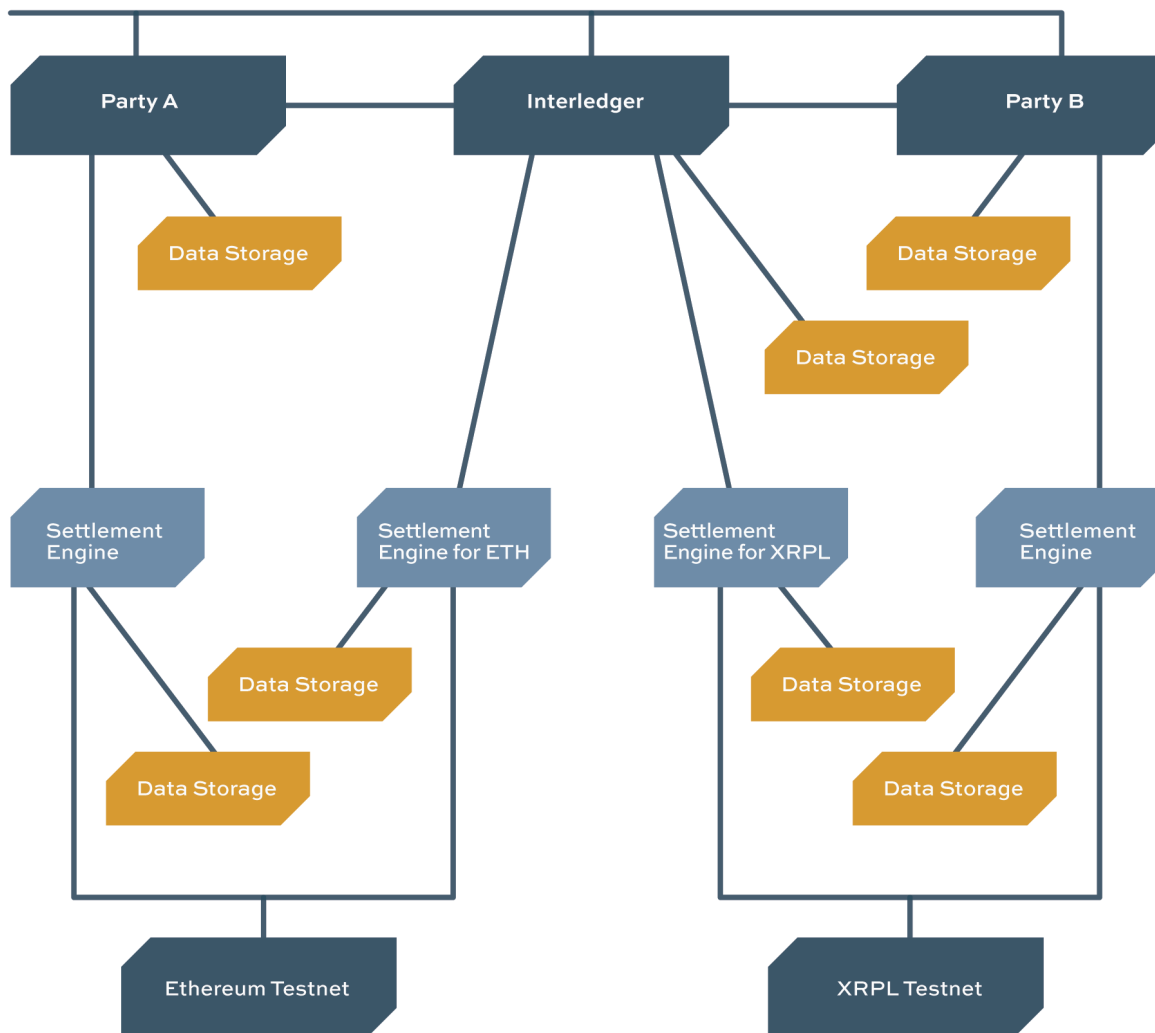 Party A
Interledger
Party B
Data Storage
Data Storage
Data Storage
Settlement
Engine
Settlement
Engine for ETH
Settlement
Engine for XRPL
Settlement
Engine
Data Storage
Data Storage
Data Storage
Data Storage
Ethereum Testnet
XRPL Testnet